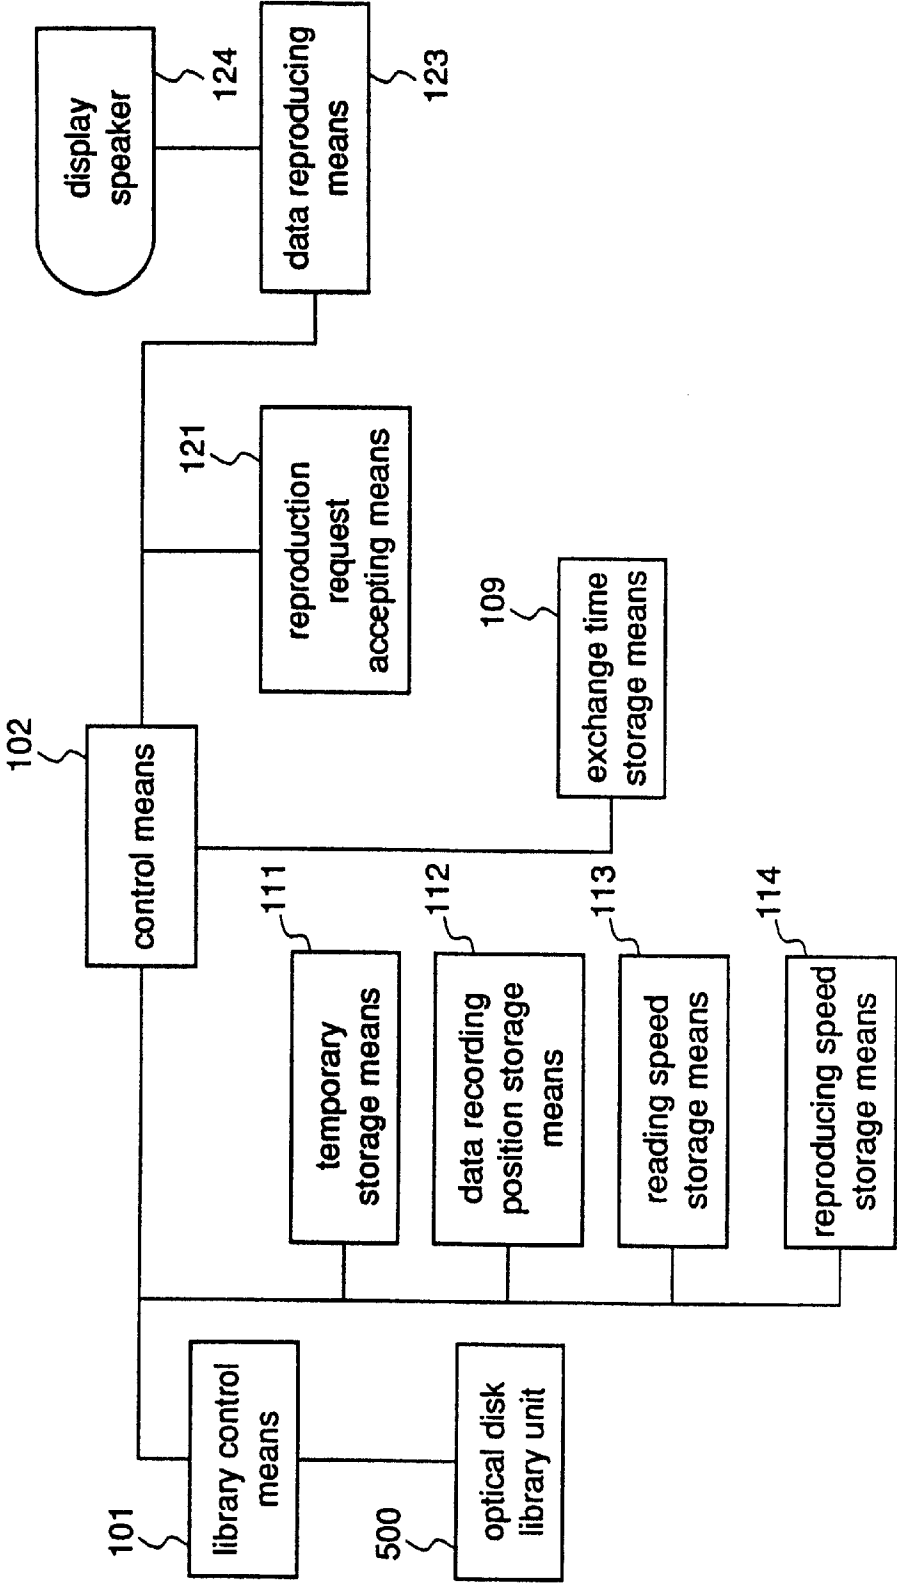 102
control means
101
library control
means
500
optical disk
library unit
111
temporary
storage means
112
data recording
position storage
means
113
reading speed
storage means
114
reproducing speed
storage means
109
exchange time
storage means
121
reproduction
request
accepting means
123
data reproducing
means
124
display
speaker